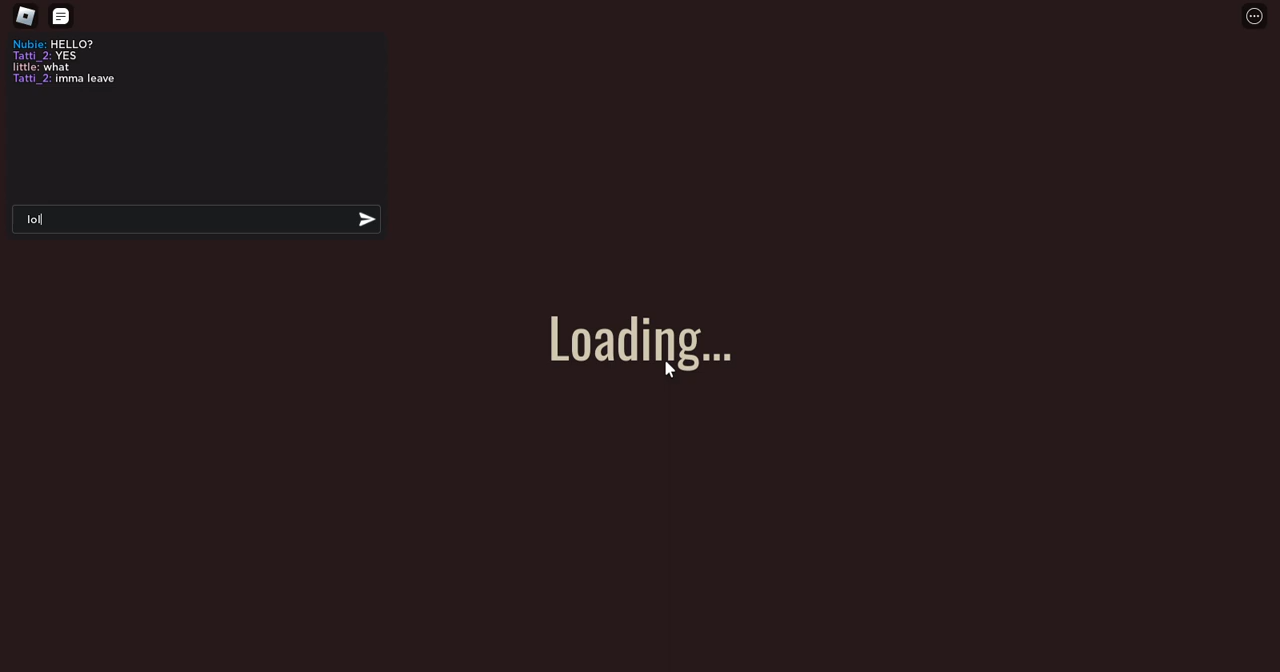 Nubie: HELLO?
Tatti_2: YES
little: what
Tatti_2: imma leave
lol
Loading...